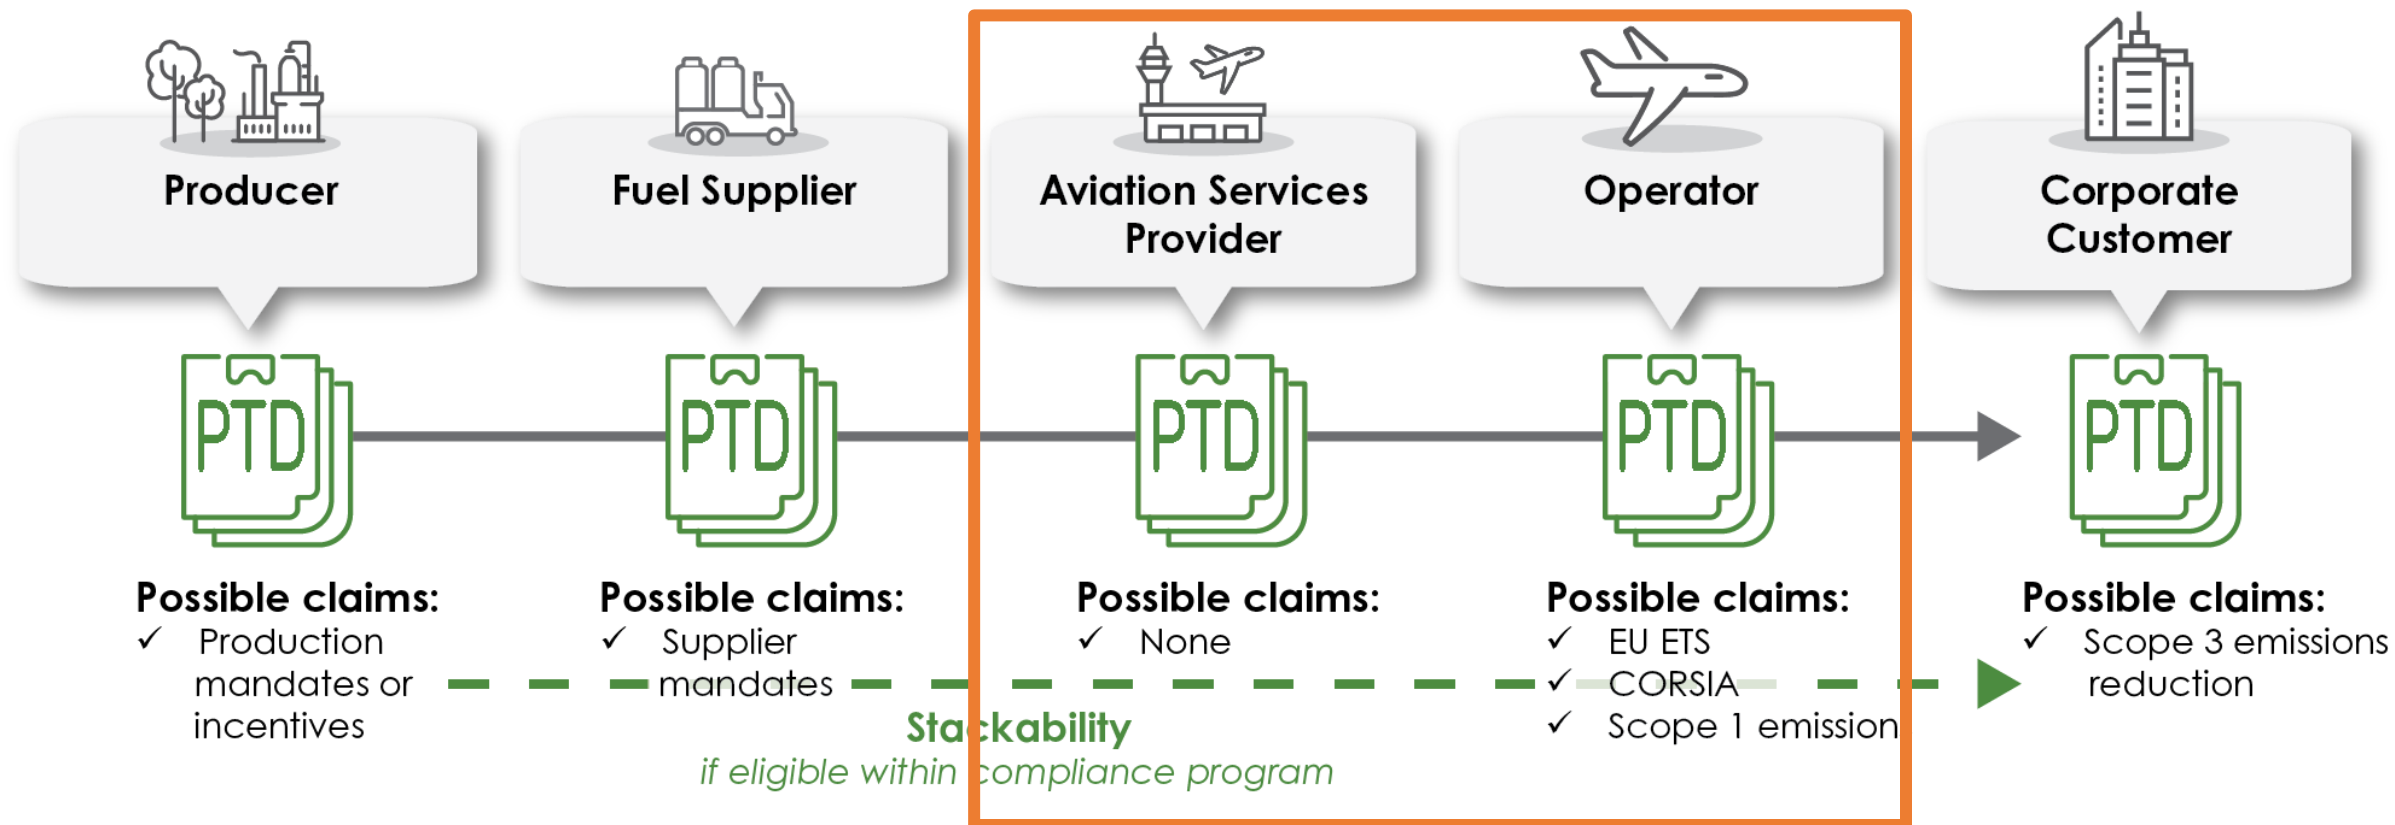 Producer
Fuel Supplier
Aviation Services
Provider
Operator
Corporate
Customer
PTD
PTD
PTD
PTD
PTD
Possible claims:
✓ Production
mandates or
incentives
Possible claims:
✓ Supplier
mandates
Possible claims:
✓ None
Possible claims:
✓ EU ETS
✓ CORSIA
✓ Scope 1 emission
Possible claims:
✓ Scope 3 emissions
reduction
Stackability
if eligible within compliance program